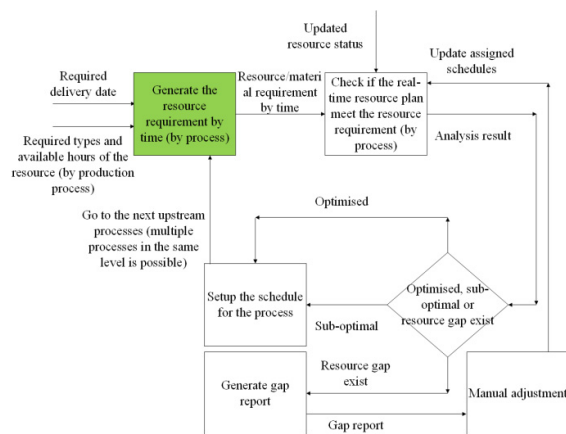 Updated
resource status
Update assigned
schedules
Required
delivery date
Generate the
resource
requirement by
time (by process)
Resource/materi
al requirement
by time
Check if the real-
time resource plan
meet the resource
requirement (by
process)
Required types and
available hours of the
resource (by production
process)
Analysis result
Go to the next upstream
processes (multiple
processes in the same
level is possible)
Optimised
Setup the schedule
for the process
Sub-optimal
Optimised, sub-
optimal or
resource gap exist
Resource gap
exist
Generate gap
report
Gap report
Manual adjustment